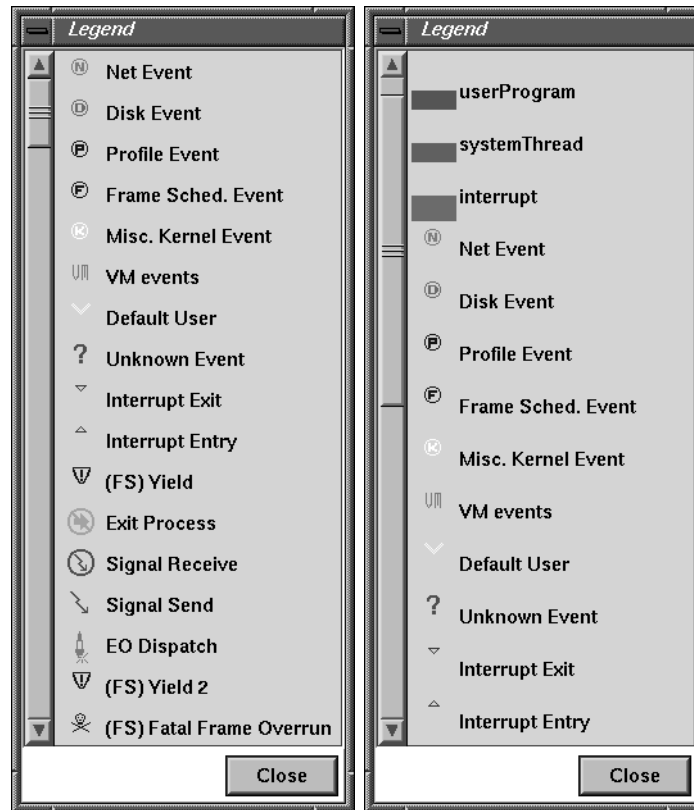 Legend
N Net Event
D Disk Event
P Profile Event
F Frame Sched. Event
K Misc. Kernel Event
VM VM events
Default User
? Unknown Event
Interrupt Exit
Interrupt Entry
(FS) Yield
Exit Process
Signal Receive
Signal Send
EO Dispatch
(FS) Yield 2
(FS) Fatal Frame Overrun
Close
Legend
userProgram
systemThread
interrupt
N Net Event
D Disk Event
P Profile Event
F Frame Sched. Event
K Misc. Kernel Event
VM VM events
Default User
? Unknown Event
Interrupt Exit
Interrupt Entry
Close